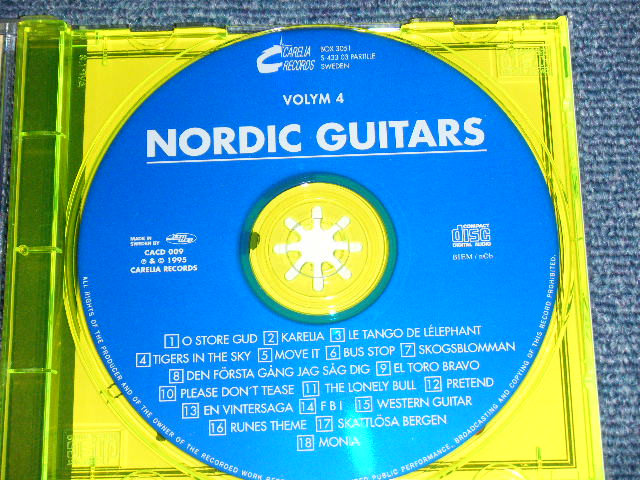 CARELIA
RECORDS
BOX 3051
S-433 03 PARTILLE
SWEDEN
VOLYM 4
NORDIC GUITARS
MADE IN
SWEDEN BY
CACD 009
℗ & © 1995
CARELIA RECORDS
COMPACT
disc
DIGITAL AUDIO
BIEM / n©b
1 O STORE GUD 2 KARELIA 3 LE TANGO DE LÉLEPHANT
4 TIGERS IN THE SKY 5 MOVE IT 6 BUS STOP 7 SKOGSBLOMMAN
8 DEN FÖRSTA GÅNG JAG SÅG DIG 9 EL TORO BRAVO
10 PLEASE DON'T TEASE 11 THE LONELY BULL 12 PRETEND
13 EN VINTERSAGA 14 F B I 15 WESTERN GUITAR
16 RUNES THEME 17 SKATTLÖSA BERGEN
18 MONIA
ALL RIGHTS OF THE PRODUCER AND OF THE OWNER OF THE RECORDED WORK PUBLIC PERFORMANCE, BROADCASTING AND COPYING OF THIS RECORD PROHIBITED.